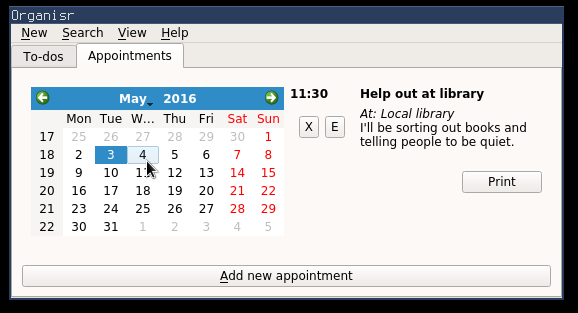 Organisr
New Search View Help
To-dos Appointments
May 2016
Mon Tue W... Thu Fri Sat Sun
17 25 26 27 28 29 30 1
18 2 3 4 5 6 7 8
19 9 10 11 12 13 14 15
20 16 17 18 19 20 21 22
21 23 24 25 26 27 28 29
22 30 31 1 2 3 4 5
11:30
X E
Help out at library
At: Local library
I'll be sorting out books and
telling people to be quiet.
Print
Add new appointment